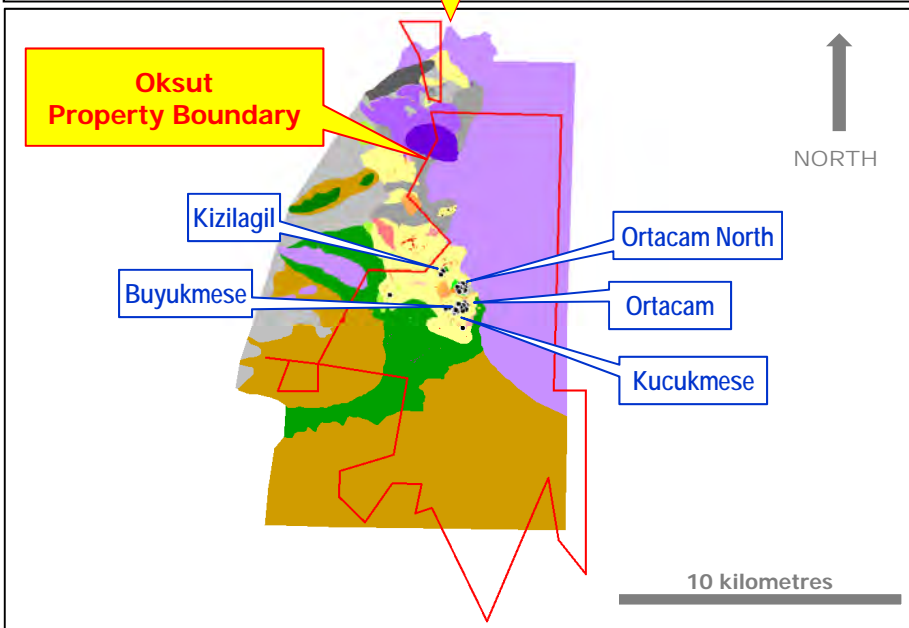 Oksut
Property Boundary
NORTH
Kizilagil
Ortacam North
Buyukmese
Ortacam
Kucukmese
10 kilometres